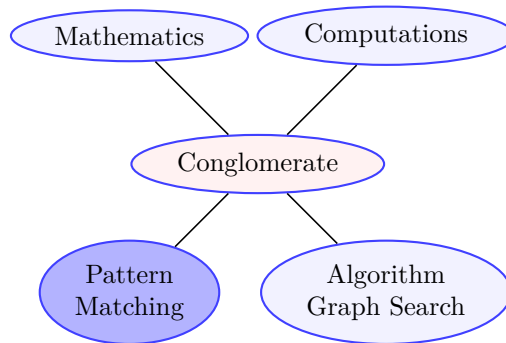 Mathematics
Computations
Conglomerate
Pattern
Matching
Algorithm
Graph Search